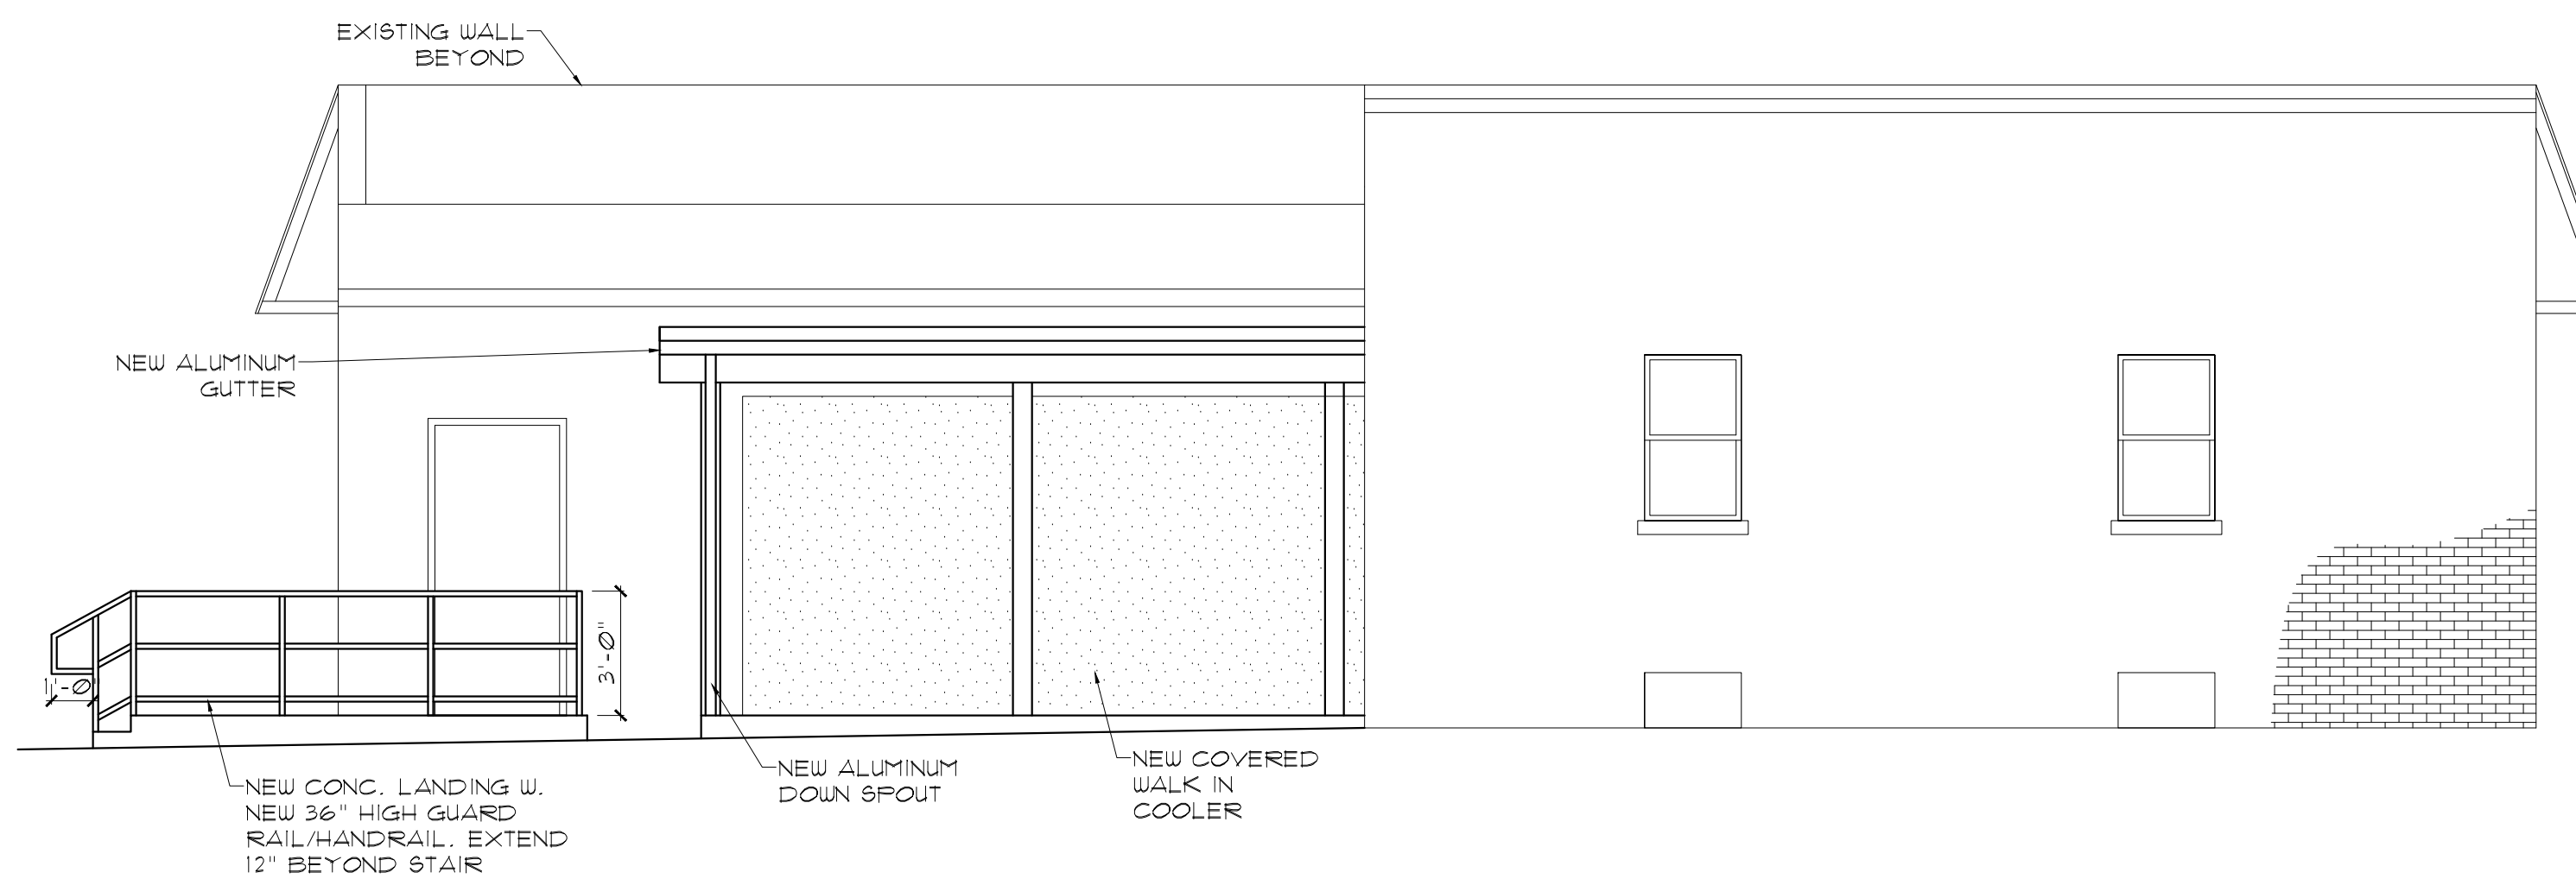 EXISTING WALL
BEYOND
NEW ALUMINUM
GUTTER
3'-0"
1'-0"
NEW CONC. LANDING W.
NEW 36" HIGH GUARD
RAIL/HANDRAIL. EXTEND
12" BEYOND STAIR
NEW ALUMINUM
DOWN SPOUT
NEW COVERED
WALK IN
COOLER